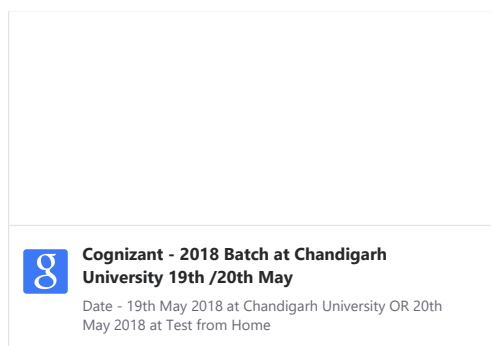 g
Cognizant - 2018 Batch at Chandigarh
University 19th /20th May
Date - 19th May 2018 at Chandigarh University OR 20th
May 2018 at Test from Home